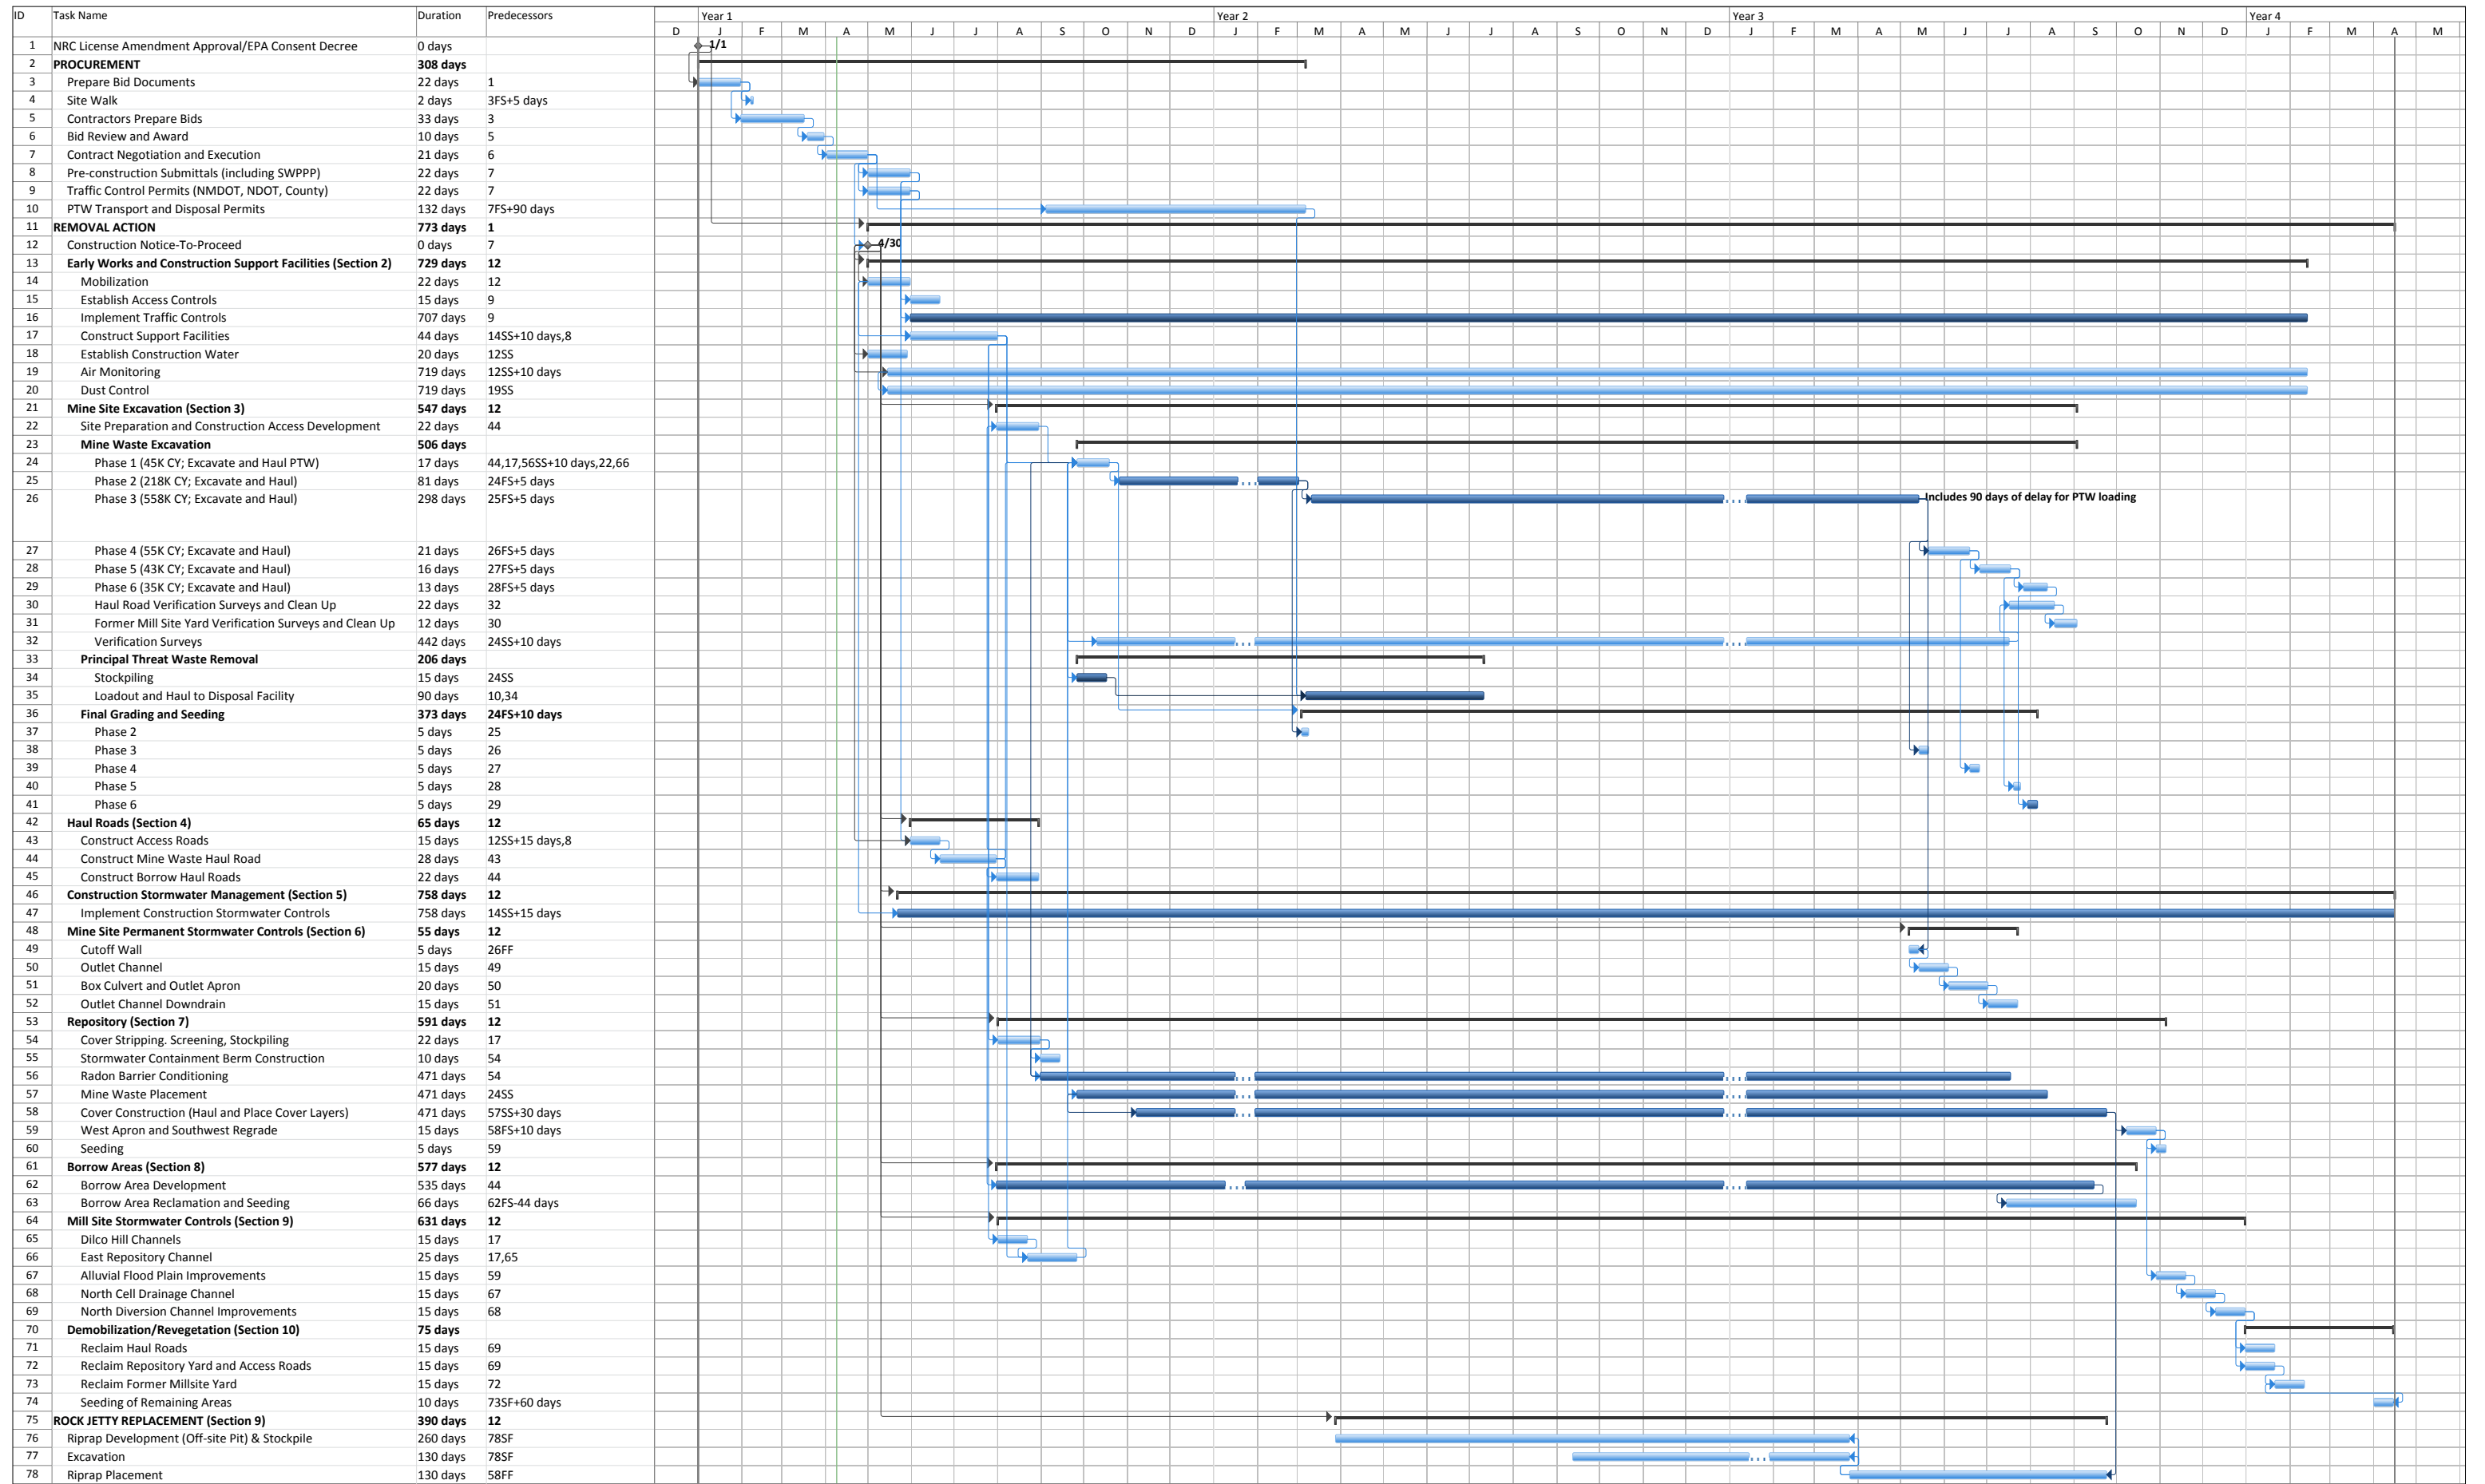 ID Task Name Duration Predecessors Year 1 Year 2 Year 3 Year 4
D J F M A M J J A S O N D J F M A M J J A S O N D J F M A M J J A S O N D J F M A M
1 NRC License Amendment Approval/EPA Consent Decree 0 days 1/1
2 PROCUREMENT 308 days
3 Prepare Bid Documents 22 days 1
4 Site Walk 2 days 3FS+5 days
5 Contractors Prepare Bids 33 days 3
6 Bid Review and Award 10 days 5
7 Contract Negotiation and Execution 21 days 6
8 Pre-construction Submittals (including SWPPP) 22 days 7
9 Traffic Control Permits (NMDOT, NDOT, County) 22 days 7
10 PTW Transport and Disposal Permits 132 days 7FS+90 days
11 REMOVAL ACTION 773 days 1
12 Construction Notice-To-Proceed 0 days 7 4/30
13 Early Works and Construction Support Facilities (Section 2) 729 days 12
14 Mobilization 22 days 12
15 Establish Access Controls 15 days 9
16 Implement Traffic Controls 707 days 9
17 Construct Support Facilities 44 days 14SS+10 days,8
18 Establish Construction Water 20 days 12SS
19 Air Monitoring 719 days 12SS+10 days
20 Dust Control 719 days 19SS
21 Mine Site Excavation (Section 3) 547 days 12
22 Site Preparation and Construction Access Development 22 days 44
23 Mine Waste Excavation 506 days
24 Phase 1 (45K CY; Excavate and Haul PTW) 17 days 44,17,56SS+10 days,22,66
25 Phase 2 (218K CY; Excavate and Haul) 81 days 24FS+5 days
26 Phase 3 (558K CY; Excavate and Haul) 298 days 25FS+5 days Includes 90 days of delay for PTW loading
27 Phase 4 (55K CY; Excavate and Haul) 21 days 26FS+5 days
28 Phase 5 (43K CY; Excavate and Haul) 16 days 27FS+5 days
29 Phase 6 (35K CY; Excavate and Haul) 13 days 28FS+5 days
30 Haul Road Verification Surveys and Clean Up 22 days 32
31 Former Mill Site Yard Verification Surveys and Clean Up 12 days 30
32 Verification Surveys 442 days 24SS+10 days
33 Principal Threat Waste Removal 206 days
34 Stockpiling 15 days 24SS
35 Loadout and Haul to Disposal Facility 90 days 10,34
36 Final Grading and Seeding 373 days 24FS+10 days
37 Phase 2 5 days 25
38 Phase 3 5 days 26
39 Phase 4 5 days 27
40 Phase 5 5 days 28
41 Phase 6 5 days 29
42 Haul Roads (Section 4) 65 days 12
43 Construct Access Roads 15 days 12SS+15 days,8
44 Construct Mine Waste Haul Road 28 days 43
45 Construct Borrow Haul Roads 22 days 44
46 Construction Stormwater Management (Section 5) 758 days 12
47 Implement Construction Stormwater Controls 758 days 14SS+15 days
48 Mine Site Permanent Stormwater Controls (Section 6) 55 days 12
49 Cutoff Wall 5 days 26FF
50 Outlet Channel 15 days 49
51 Box Culvert and Outlet Apron 20 days 50
52 Outlet Channel Downdrain 15 days 51
53 Repository (Section 7) 591 days 12
54 Cover Stripping. Screening, Stockpiling 22 days 17
55 Stormwater Containment Berm Construction 10 days 54
56 Radon Barrier Conditioning 471 days 54
57 Mine Waste Placement 471 days 24SS
58 Cover Construction (Haul and Place Cover Layers) 471 days 57SS+30 days
59 West Apron and Southwest Regrade 15 days 58FS+10 days
60 Seeding 5 days 59
61 Borrow Areas (Section 8) 577 days 12
62 Borrow Area Development 535 days 44
63 Borrow Area Reclamation and Seeding 66 days 62FS-44 days
64 Mill Site Stormwater Controls (Section 9) 631 days 12
65 Dilco Hill Channels 15 days 17
66 East Repository Channel 25 days 17,65
67 Alluvial Flood Plain Improvements 15 days 59
68 North Cell Drainage Channel 15 days 67
69 North Diversion Channel Improvements 15 days 68
70 Demobilization/Revegetation (Section 10) 75 days
71 Reclaim Haul Roads 15 days 69
72 Reclaim Repository Yard and Access Roads 15 days 69
73 Reclaim Former Millsite Yard 15 days 72
74 Seeding of Remaining Areas 10 days 73SF+60 days
75 ROCK JETTY REPLACEMENT (Section 9) 390 days 12
76 Riprap Development (Off-site Pit) & Stockpile 260 days 78SF
77 Excavation 130 days 78SF
78 Riprap Placement 130 days 58FF